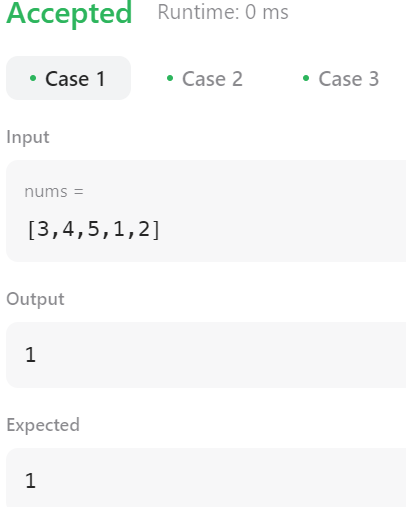 Accepted Runtime: 0 ms
• Case 1 • Case 2 • Case 3
Input
nums =
[3,4,5,1,2]
Output
1
Expected
1